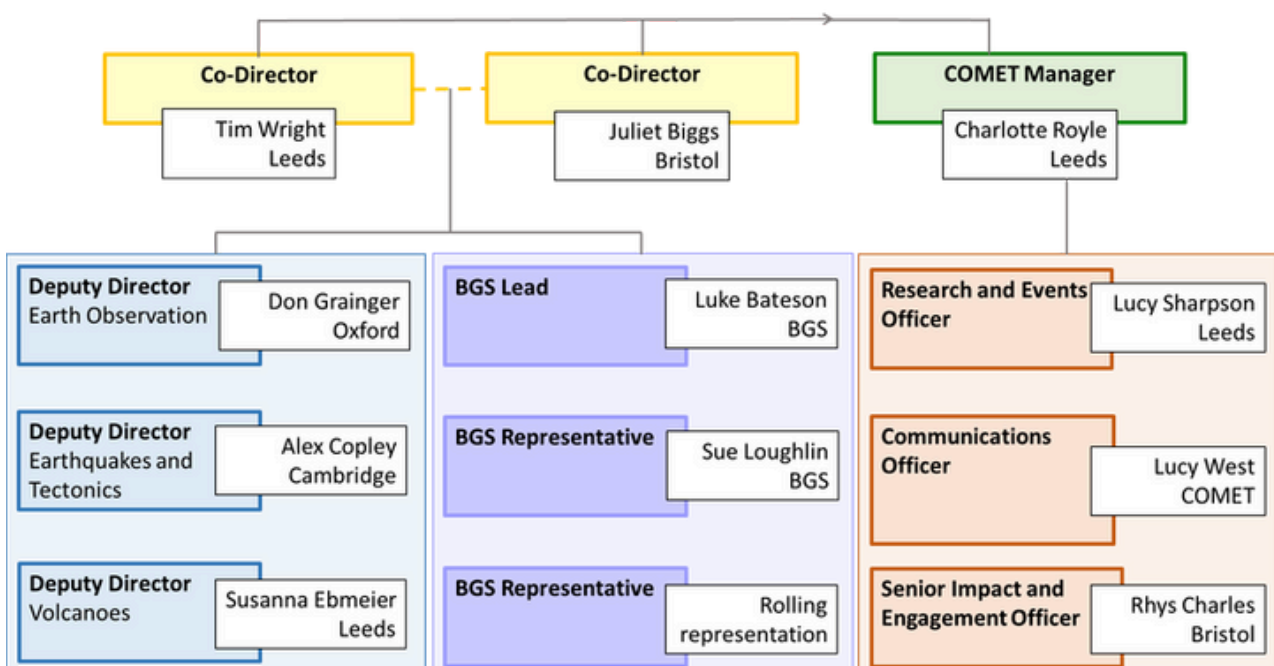 Co-Director
Tim Wright
Leeds
Co-Director
Juliet Biggs
Bristol
COMET Manager
Charlotte Royle
Leeds
Deputy Director
Earth Observation
Don Grainger
Oxford
Deputy Director
Earthquakes and
Tectonics
Alex Copley
Cambridge
Deputy Director
Volcanoes
Susanna Ebmeier
Leeds
BGS Lead
Luke Bateson
BGS
BGS Representative
Sue Loughlin
BGS
BGS Representative
Rolling
representation
Research and Events
Officer
Lucy Sharpson
Leeds
Communications
Officer
Lucy West
COMET
Senior Impact and
Engagement Officer
Rhys Charles
Bristol